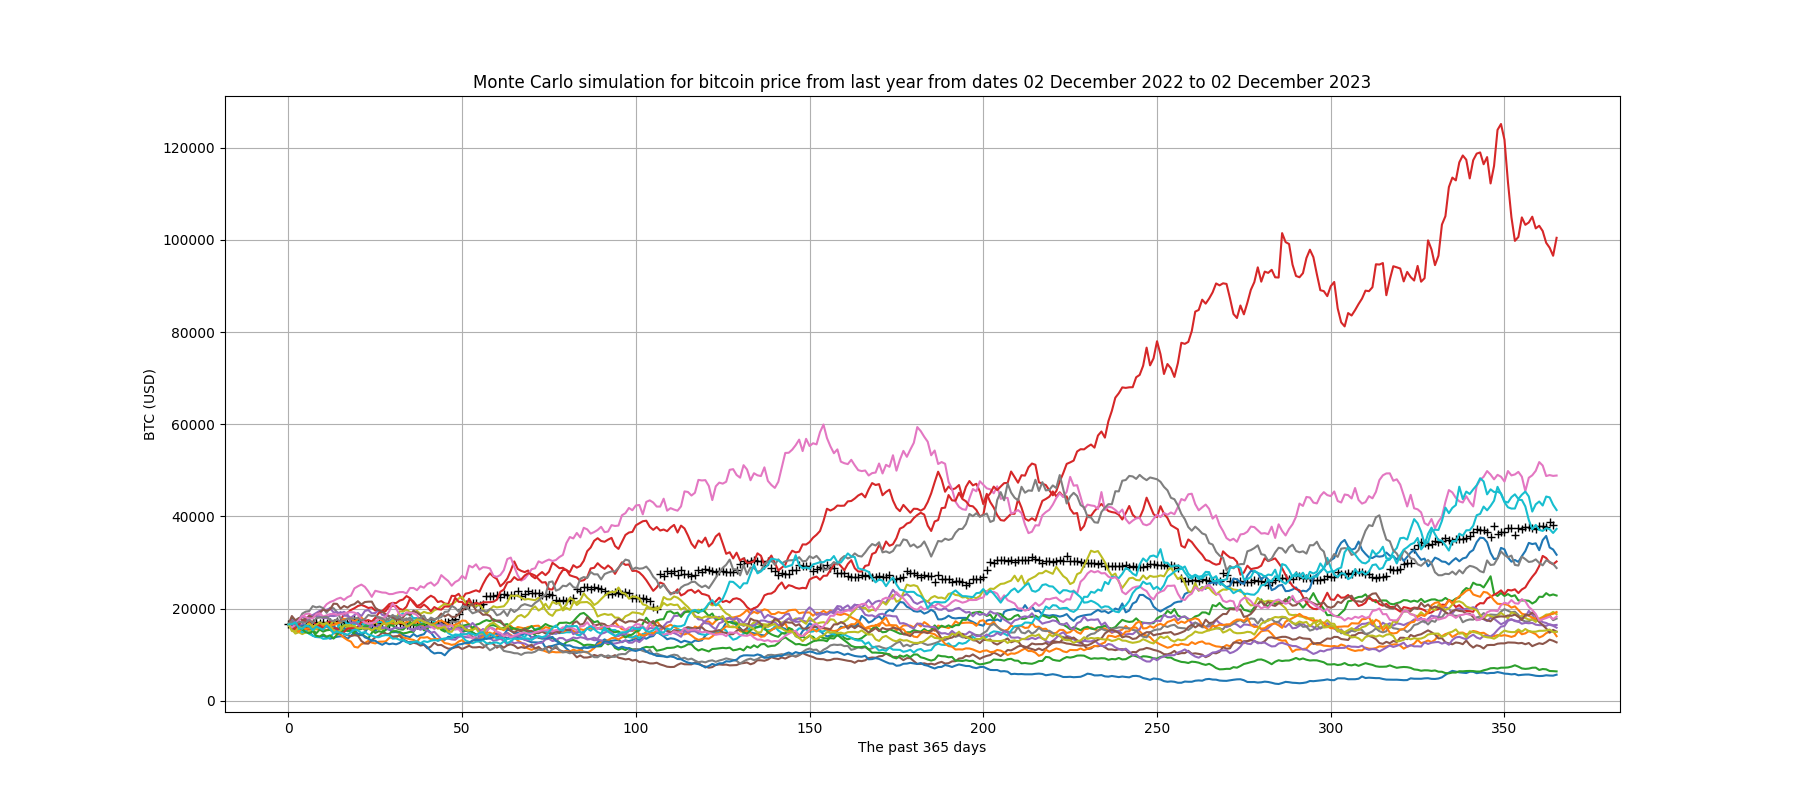 Monte Carlo simulation for bitcoin price from last year from dates 02 December 2022 to 02 December 2023
120000
100000
80000
60000
40000
20000
0
BTC (USD)
0 50 100 150 200 250 300 350
The past 365 days